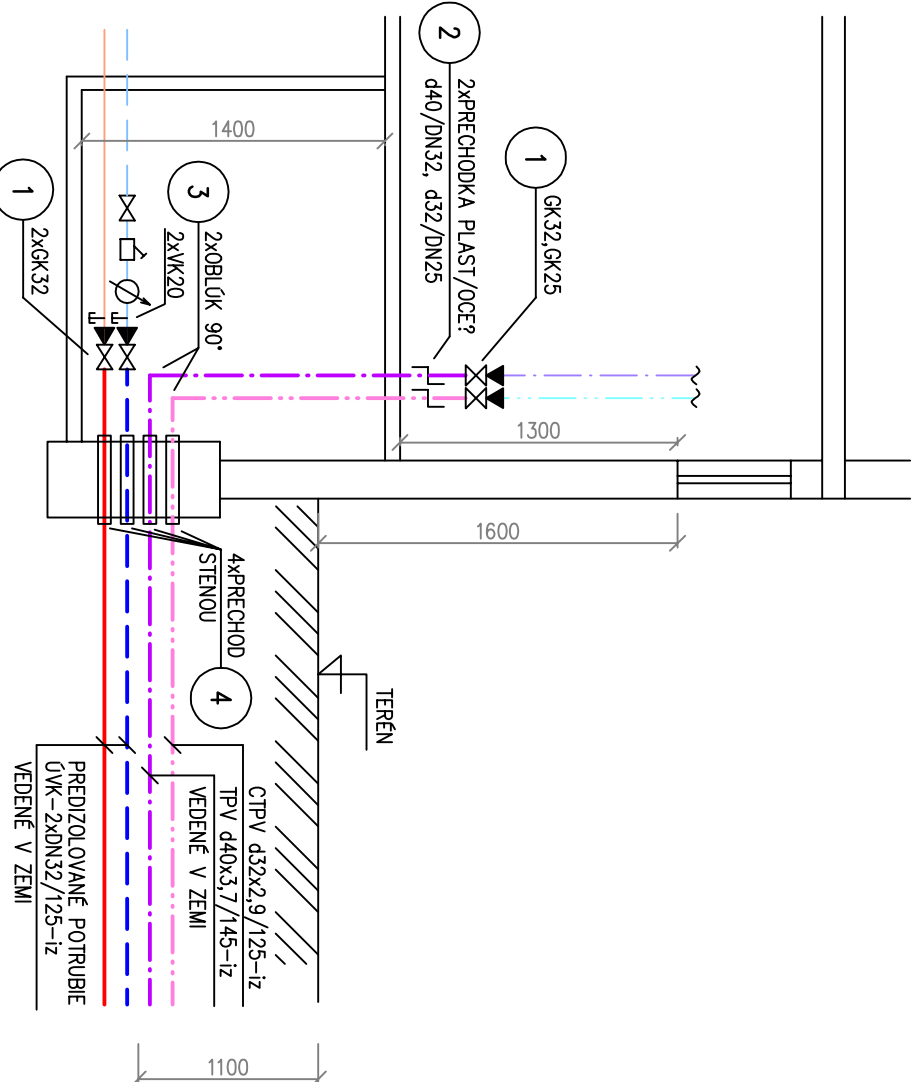 2
2xPRECHODKA PLAST/OCE?
d40/DN32, d32/DN25
1
GK32,GK25
1400
3
2xOBLÚK 90°
2xVK20
1
2xGK32
1300
1600
4xPRECHOD
STENOU
4
TERÉN
CTPV d32x2,9/125-iz
TPV d40x3,7/145-iz
VEDENÉ V ZEMI
PREDIZOLOVANÉ POTRUBIE
ÚVK-2xDN32/125-iz
VEDENÉ V ZEMI
1100